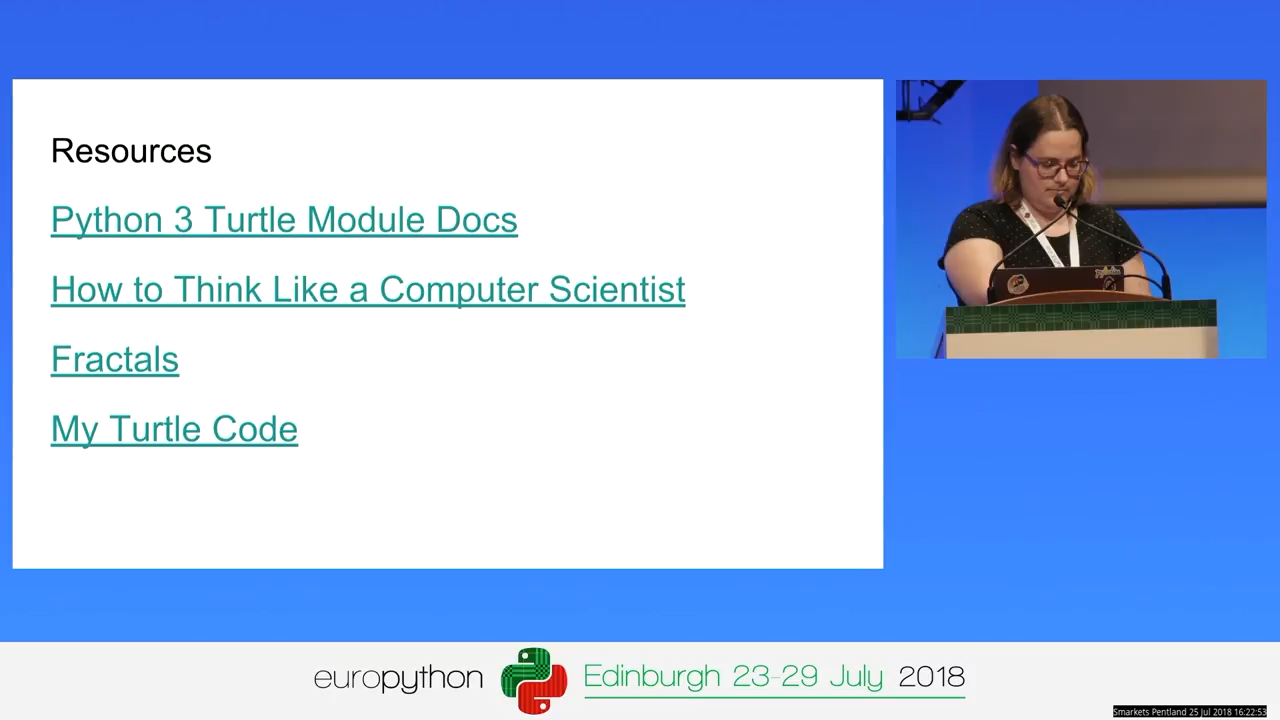 Resources
Python 3 Turtle Module Docs
How to Think Like a Computer Scientist
Fractals
My Turtle Code
europython Edinburgh 23-29 July 2018
Smarkets Pentland 25 Jul 2018 16:22:53